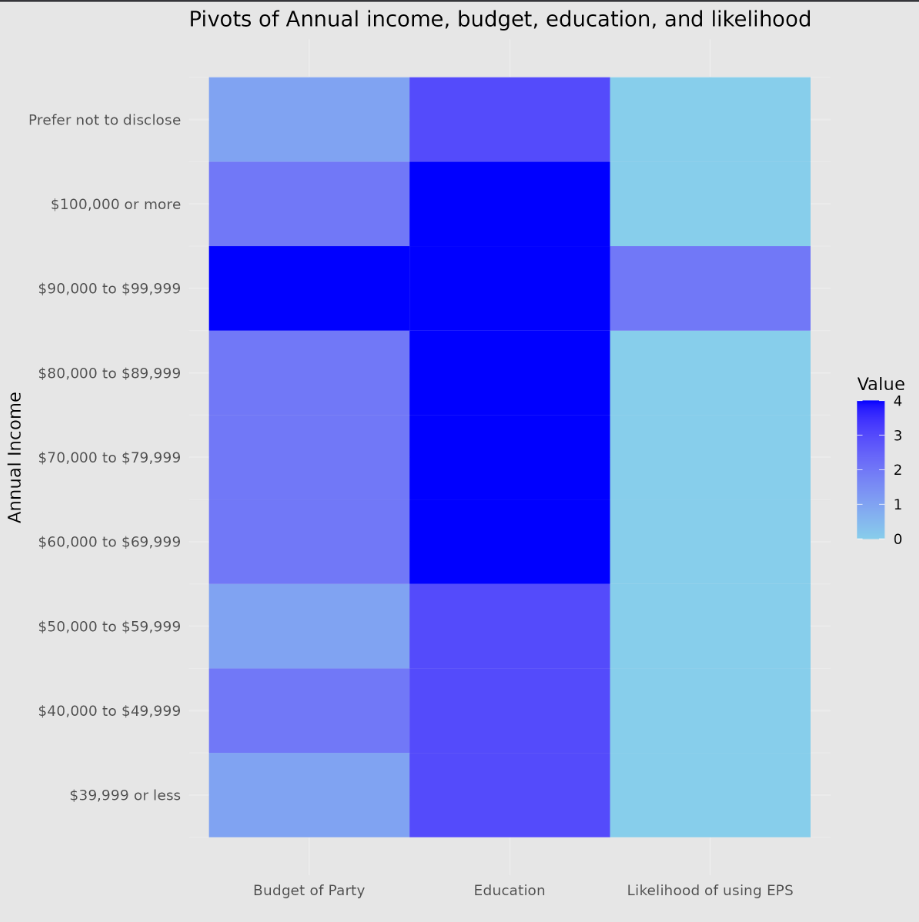 Pivots of Annual income, budget, education, and likelihood
Prefer not to disclose
$100,000 or more
$90,000 to $99,999
$80,000 to $89,999
$70,000 to $79,999
$60,000 to $69,999
$50,000 to $59,999
$40,000 to $49,999
$39,999 or less
Annual Income
Budget of Party
Education
Likelihood of using EPS
Value
4
3
2
1
0